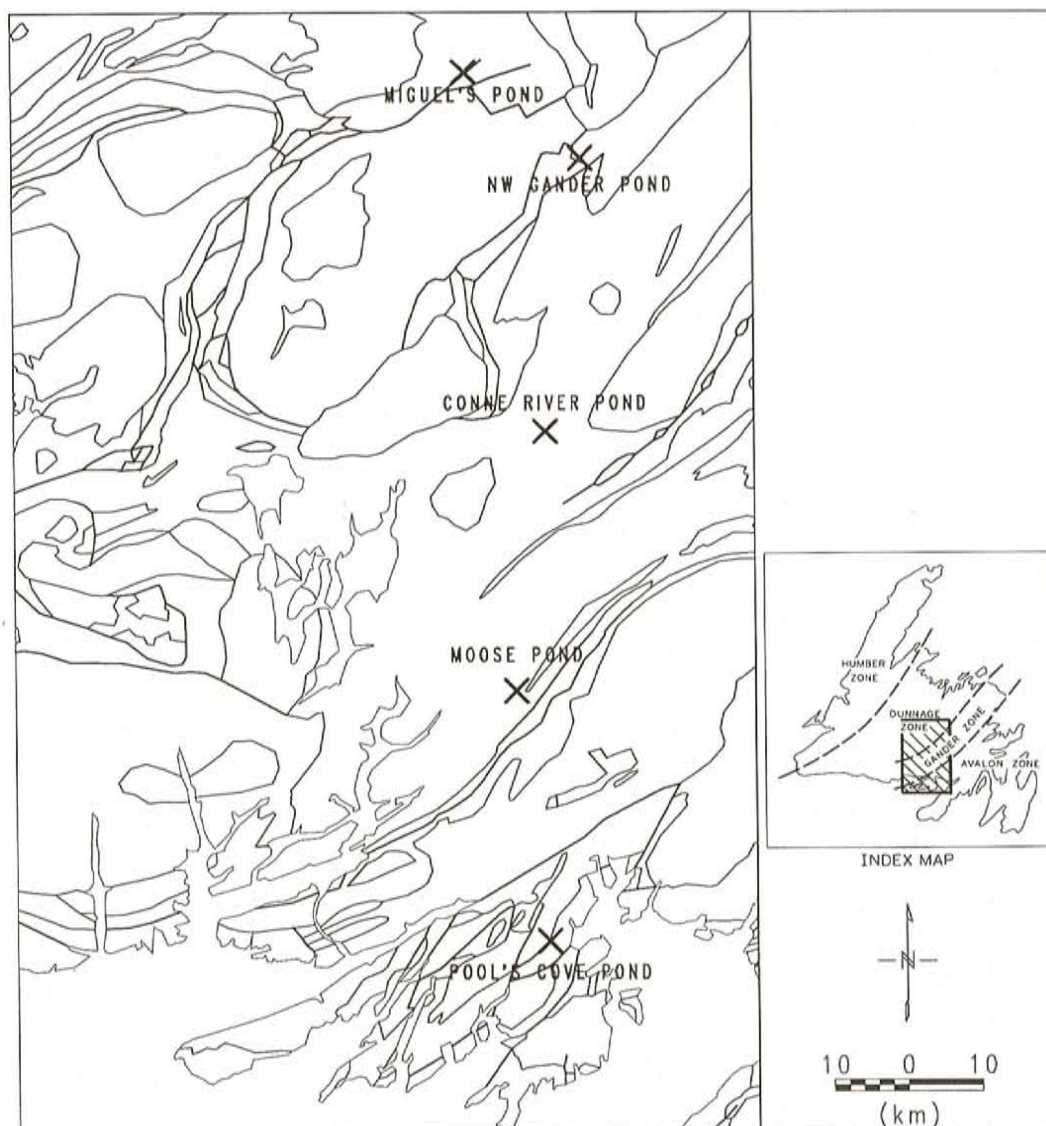 MIGUEL'S POND
NW GANDER POND
CONNE RIVER POND
MOOSE POND
POOL'S COVE POND
HUMBER
ZONE
DUNNAGE
ZONE
GANDER ZONE
AVALON ZONE
INDEX MAP
N
10 0 10
(km)